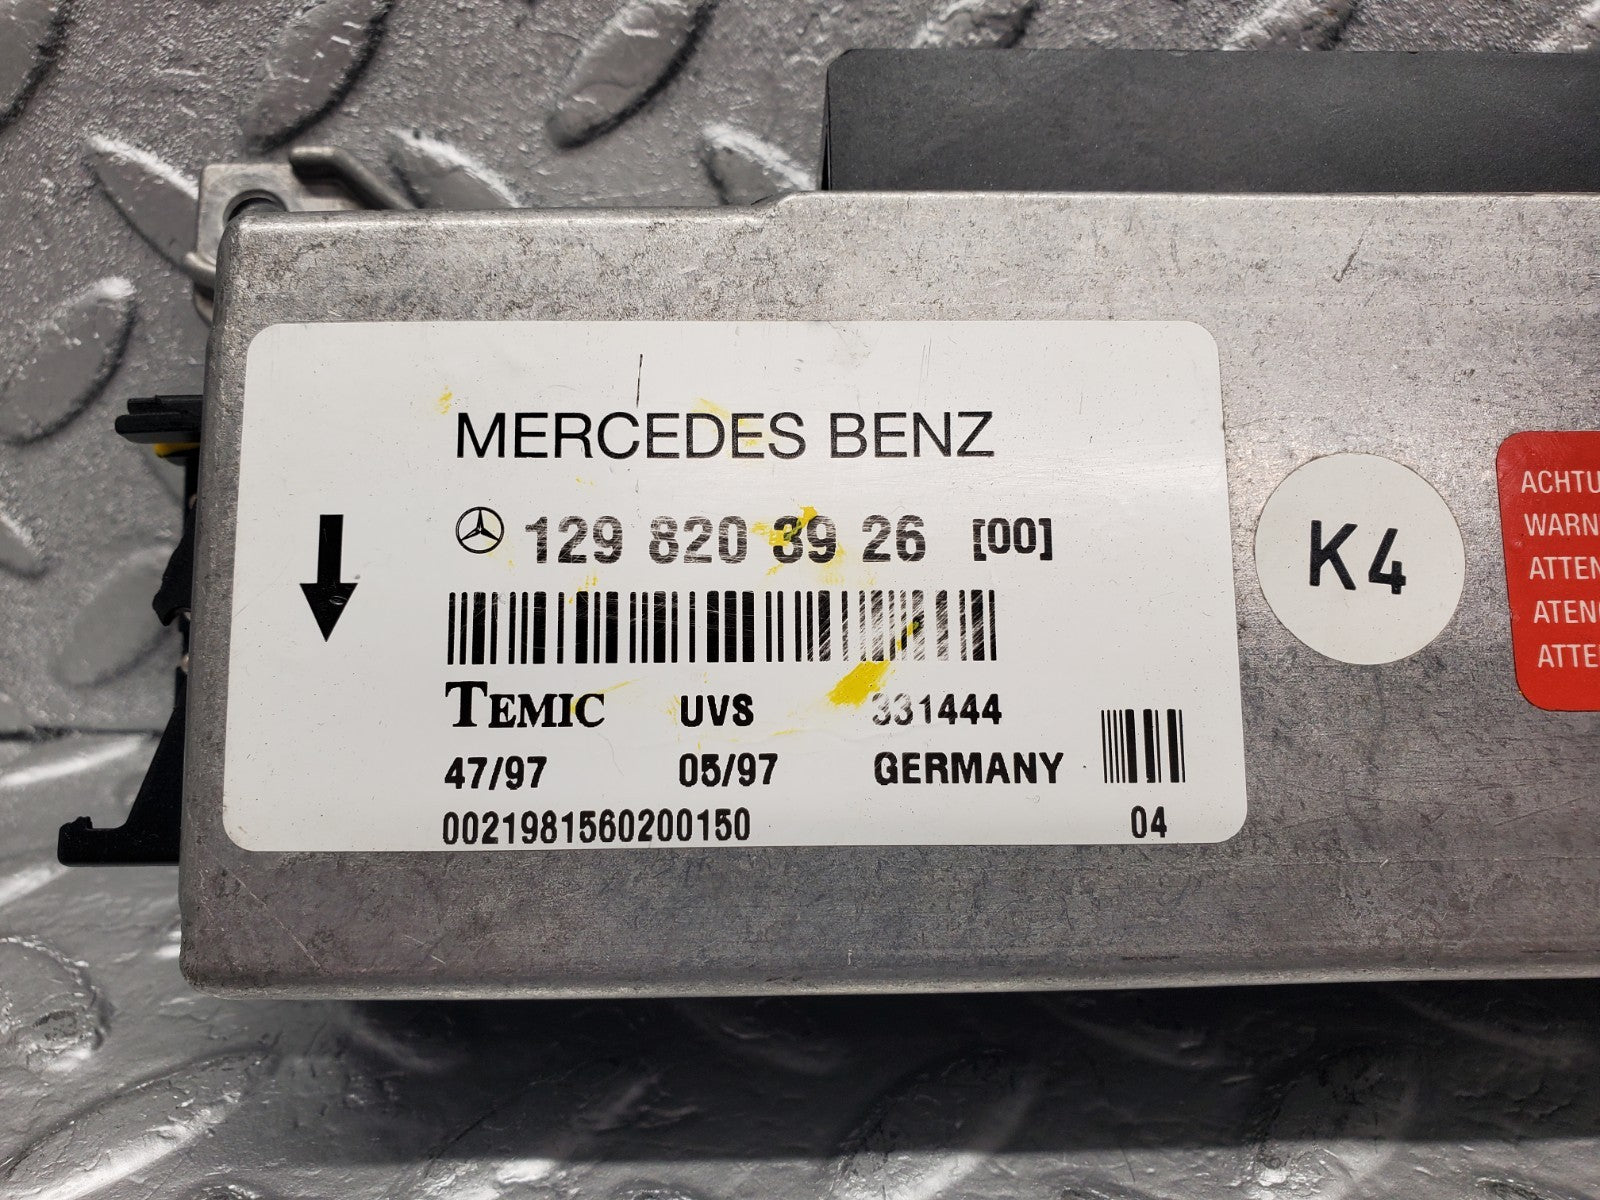 MERCEDES BENZ
129 820 39 26 [00]
TEMIC UVS 331444
47/97 05/97 GERMANY
0021981560200150 04
K4
ACHTU
WARN
ATTEN
ATENC
ATTE